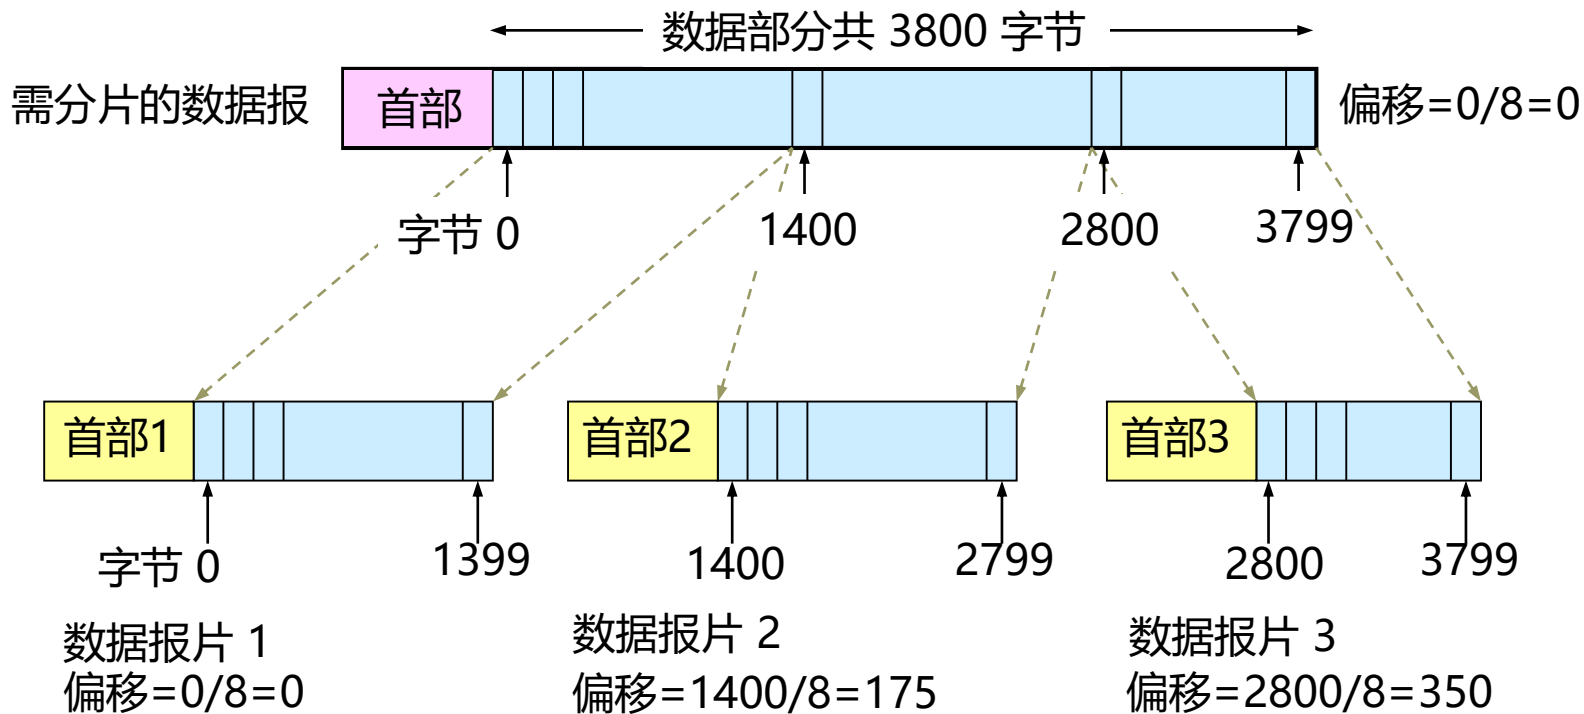 数据部分共 3800 字节
需分片的数据报
首部
偏移=0/8=0
字节 0
1400
2800
3799
首部1
首部2
首部3
字节 0
1399
1400
2799
2800
3799
数据报片 1
偏移=0/8=0
数据报片 2
偏移=1400/8=175
数据报片 3
偏移=2800/8=350